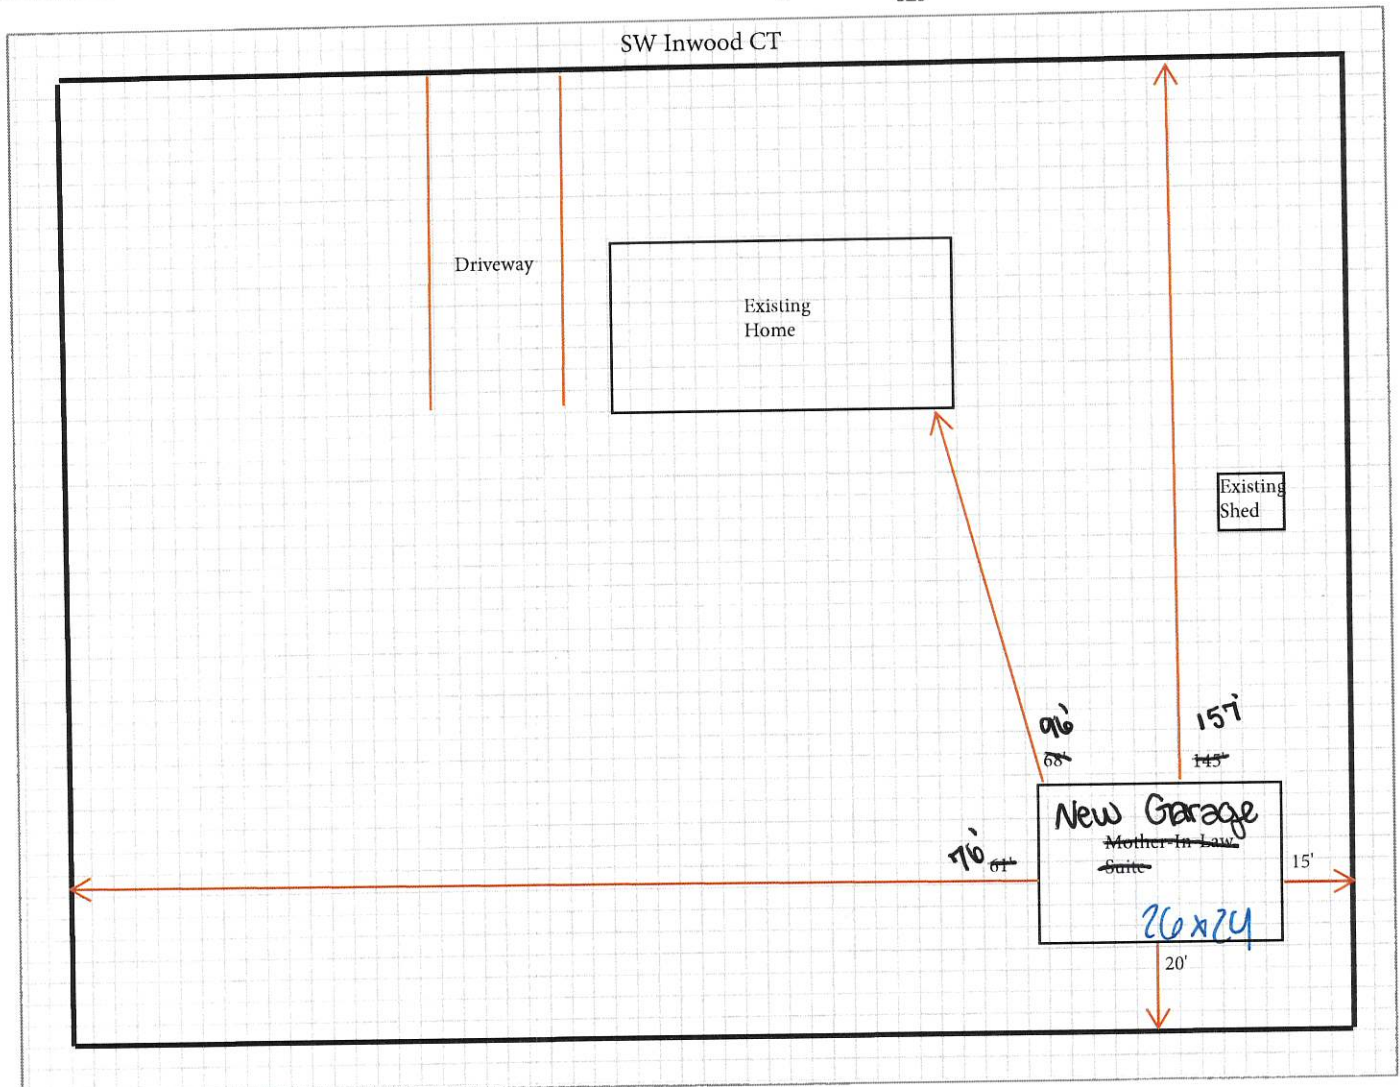 SW Inwood CT
Driveway
Existing
Home
Existing
Shed
96'
157'
68'
145'
New Garage
Mother-In-Law
Suite
76'
61'
15'
26x24
20'